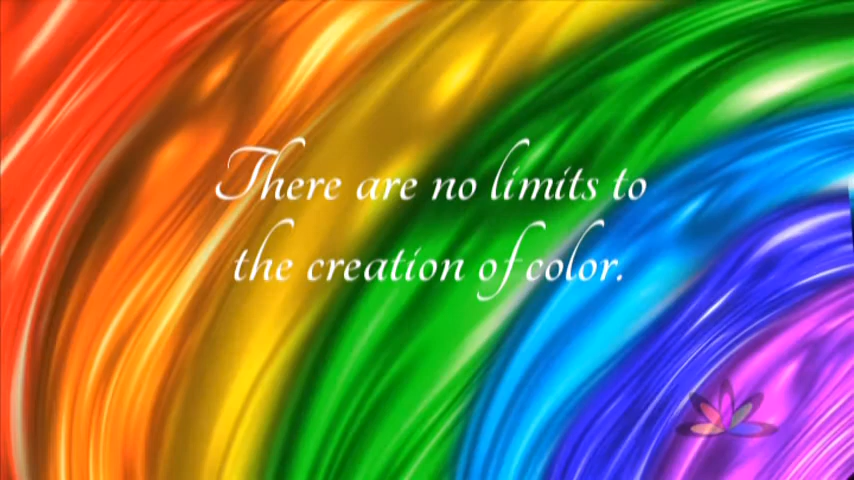 There are no limits to
the creation of color.